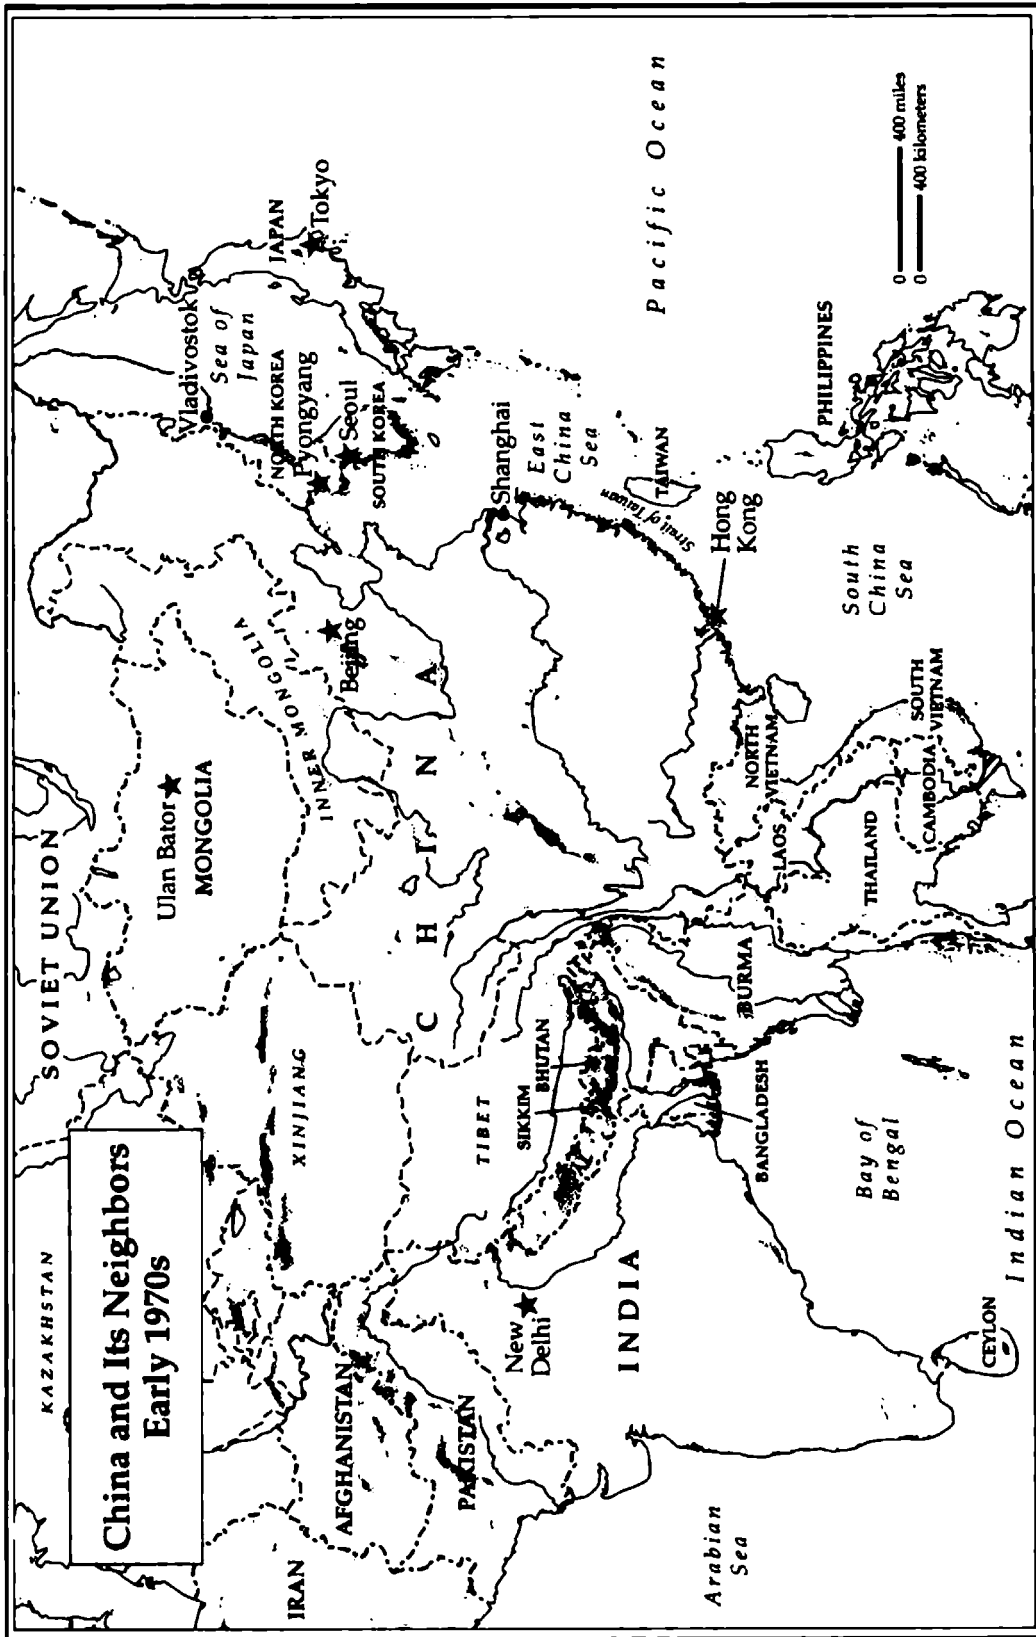 China and Its Neighbors
Early 1970s
KAZAKHSTAN
SOVIET UNION
Ulan Bator
MONGOLIA
INNER MONGOLIA
XINJIANG
IRAN
AFGHANISTAN
PAKISTAN
TIBET
CHINA
Beijing
Vladivostok
Sea of
Japan
JAPAN
Tokyo
NORTH KOREA
Pyongyang
Seoul
SOUTH KOREA
Shanghai
East
China
Sea
TAIWAN
Strait of Taiwan
Hong
Kong
Pacific Ocean
New
Delhi
INDIA
SIKKIM
BHUTAN
BANGLADESH
BURMA
LAOS
NORTH
VIETNAM
THAILAND
CAMBODIA
SOUTH
VIETNAM
South
China
Sea
PHILIPPINES
Arabian
Sea
Bay of
Bengal
CEYLON
Indian Ocean
0 400 miles
0 400 kilometers